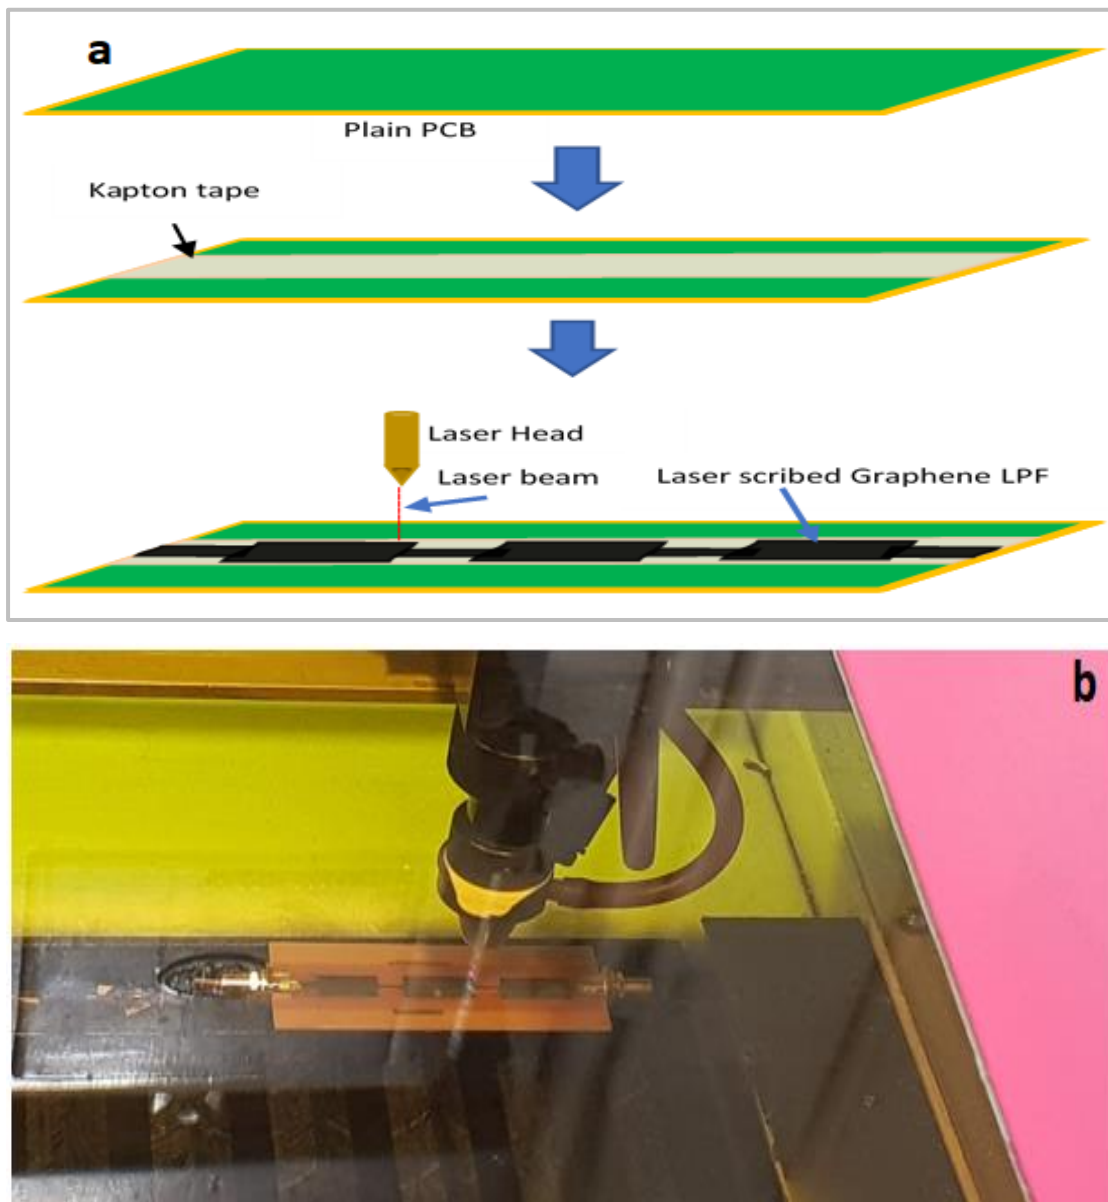 a
Plain PCB
Kapton tape
Laser Head
Laser beam
Laser scribed Graphene LPF
b